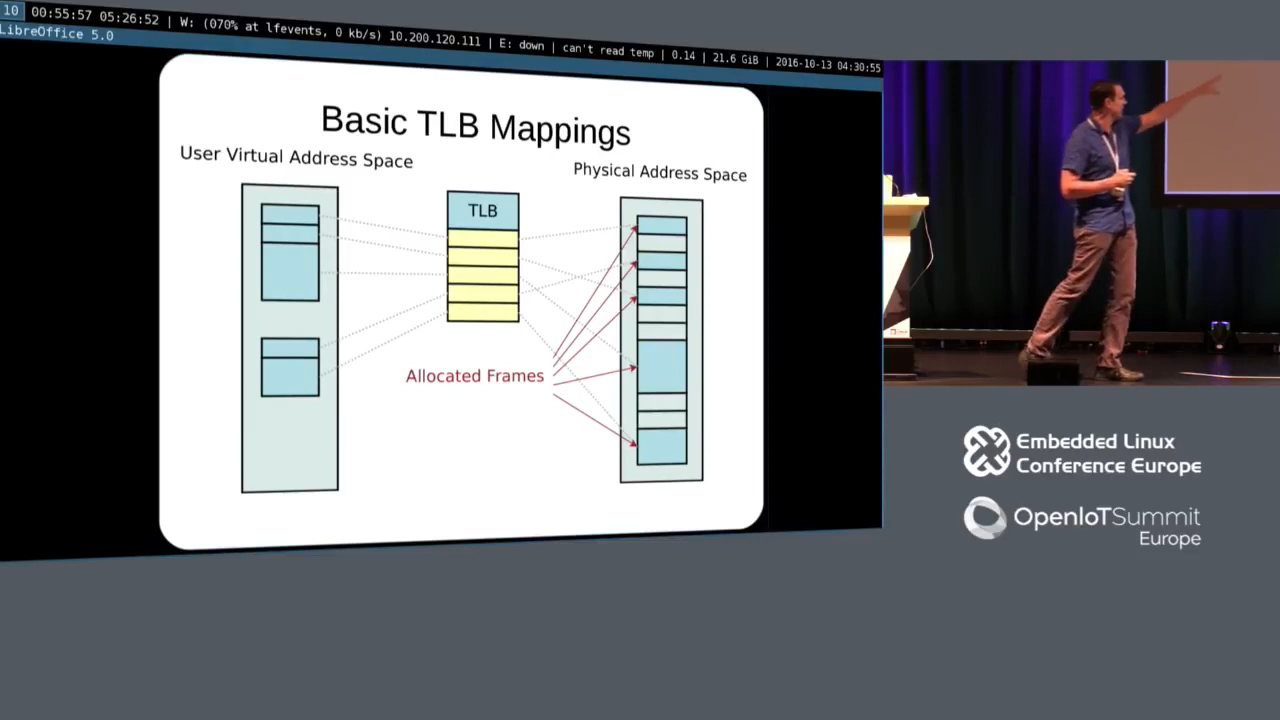 10 00:55:57 05:26:52 | W: (070% at lfevents, 0 kb/s) 10.200.120.111 | E: down | can't read temp | 0.14 | 21.6 GiB | 2016-10-13 04:30:55
LibreOffice 5.0
Basic TLB Mappings
User Virtual Address Space
Physical Address Space
TLB
Allocated Frames
Embedded Linux
Conference Europe
OpenIoTSummit
Europe